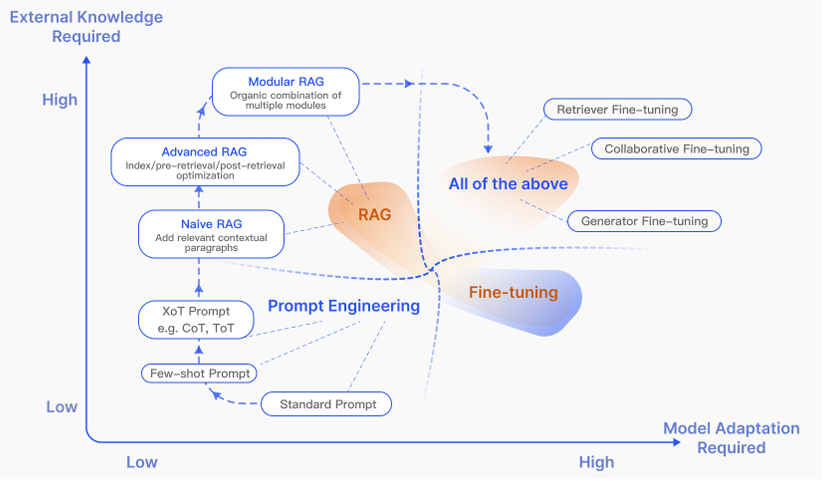 External Knowledge
Required
High
Modular RAG
Organic combination of
multiple modules
Retriever Fine-tuning
Collaborative Fine-tuning
Advanced RAG
Index/pre-retrieval/post-retrieval
optimization
All of the above
RAG
Naive RAG
Add relevant contextual
paragraphs
Generator Fine-tuning
Fine-tuning
Prompt Engineering
XoT Prompt
e.g. CoT, ToT
Few-shot Prompt
Standard Prompt
Low
Model Adaptation
Required
Low
High